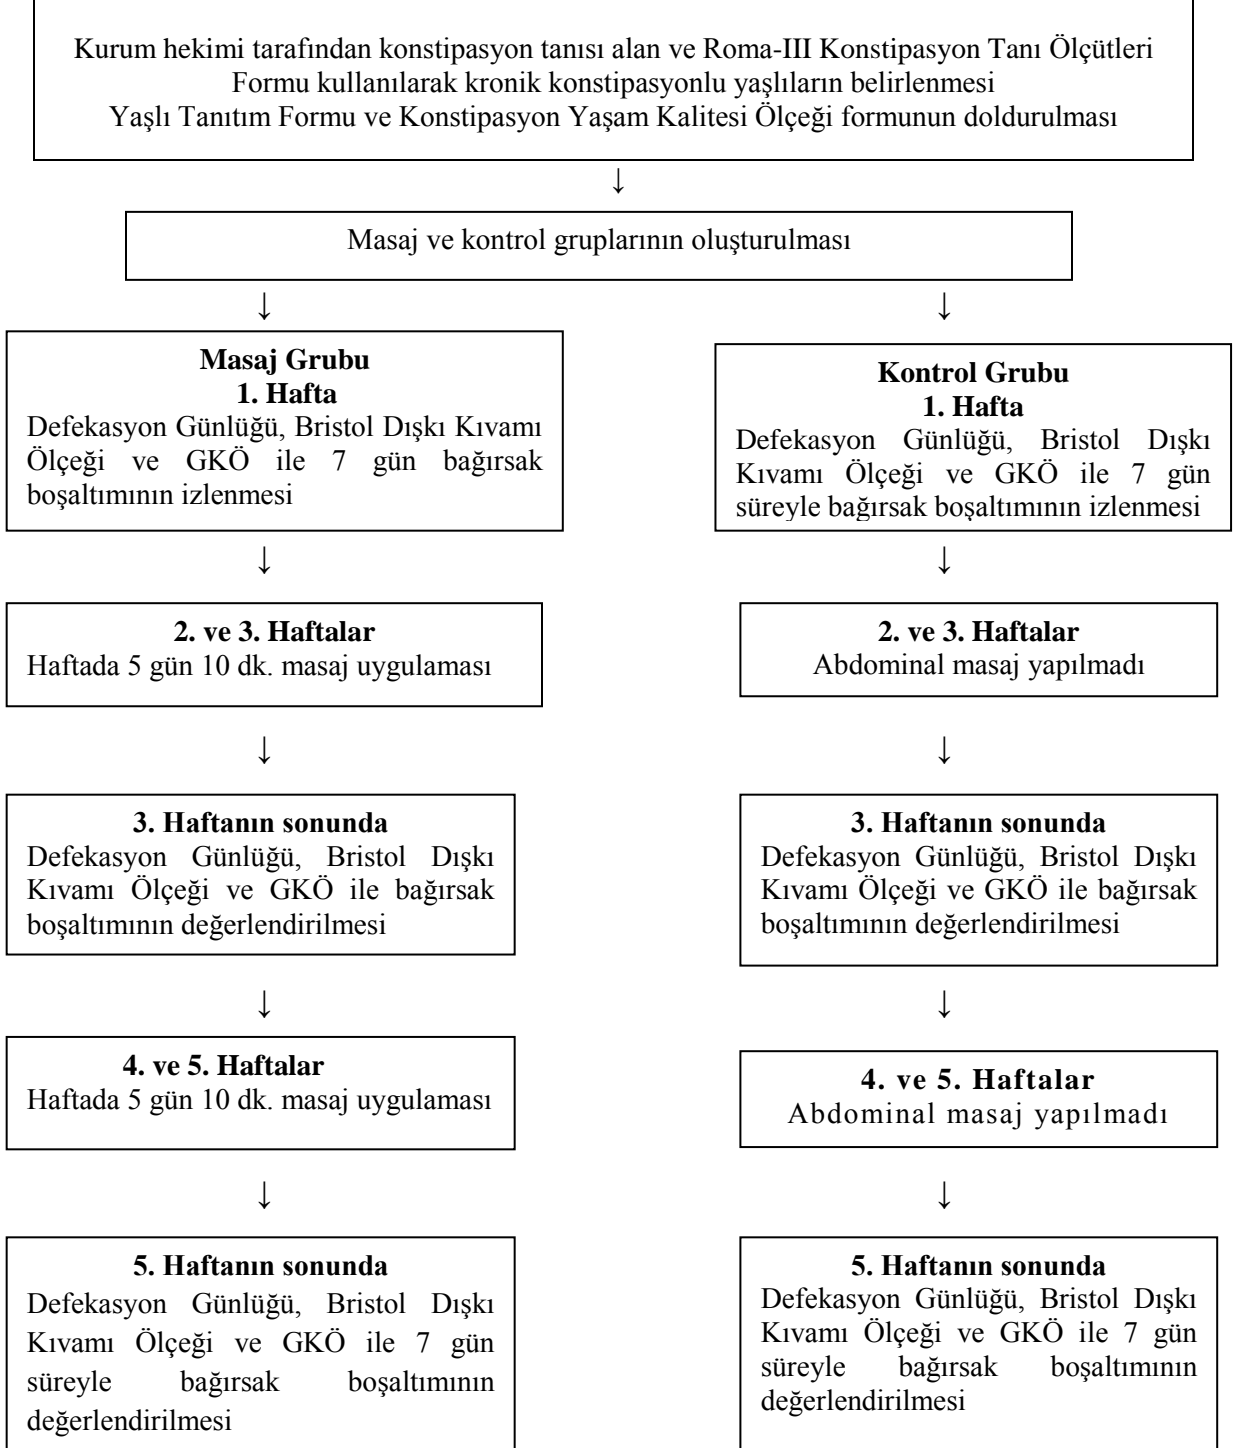 Kurum hekimi tarafından konstipasyon tanısı alan ve Roma-III Konstipasyon Tanı Ölçütleri
Formu kullanılarak kronik konstipasyonlu yaşlıların belirlenmesi
Yaşlı Tanıtım Formu ve Konstipasyon Yaşam Kalitesi Ölçeği formunun doldurulması
↓
Masaj ve kontrol gruplarının oluşturulması
↓
↓
Masaj Grubu
1. Hafta
Defekasyon Günlüğü, Bristol Dışkı Kıvamı
Ölçeği ve GKÖ ile 7 gün bağırsak
boşaltımının izlenmesi
Kontrol Grubu
1. Hafta
Defekasyon Günlüğü, Bristol Dışkı
Kıvamı Ölçeği ve GKÖ ile 7 gün
süreyle bağırsak boşaltımının izlenmesi
↓
↓
2. ve 3. Haftalar
Haftada 5 gün 10 dk. masaj uygulaması
2. ve 3. Haftalar
Abdominal masaj yapılmadı
↓
↓
3. Haftanın sonunda
Defekasyon Günlüğü, Bristol Dışkı
Kıvamı Ölçeği ve GKÖ ile bağırsak
boşaltımının değerlendirilmesi
3. Haftanın sonunda
Defekasyon Günlüğü, Bristol Dışkı
Kıvamı Ölçeği ve GKÖ ile bağırsak
boşaltımının değerlendirilmesi
↓
↓
4. ve 5. Haftalar
Haftada 5 gün 10 dk. masaj uygulaması
4. ve 5. Haftalar
Abdominal masaj yapılmadı
↓
↓
5. Haftanın sonunda
Defekasyon Günlüğü, Bristol Dışkı
Kıvamı Ölçeği ve GKÖ ile 7 gün
süreyle bağırsak boşaltımının
değerlendirilmesi
5. Haftanın sonunda
Defekasyon Günlüğü, Bristol Dışkı
Kıvamı Ölçeği ve GKÖ ile 7 gün
süreyle bağırsak boşaltımının
değerlendirilmesi